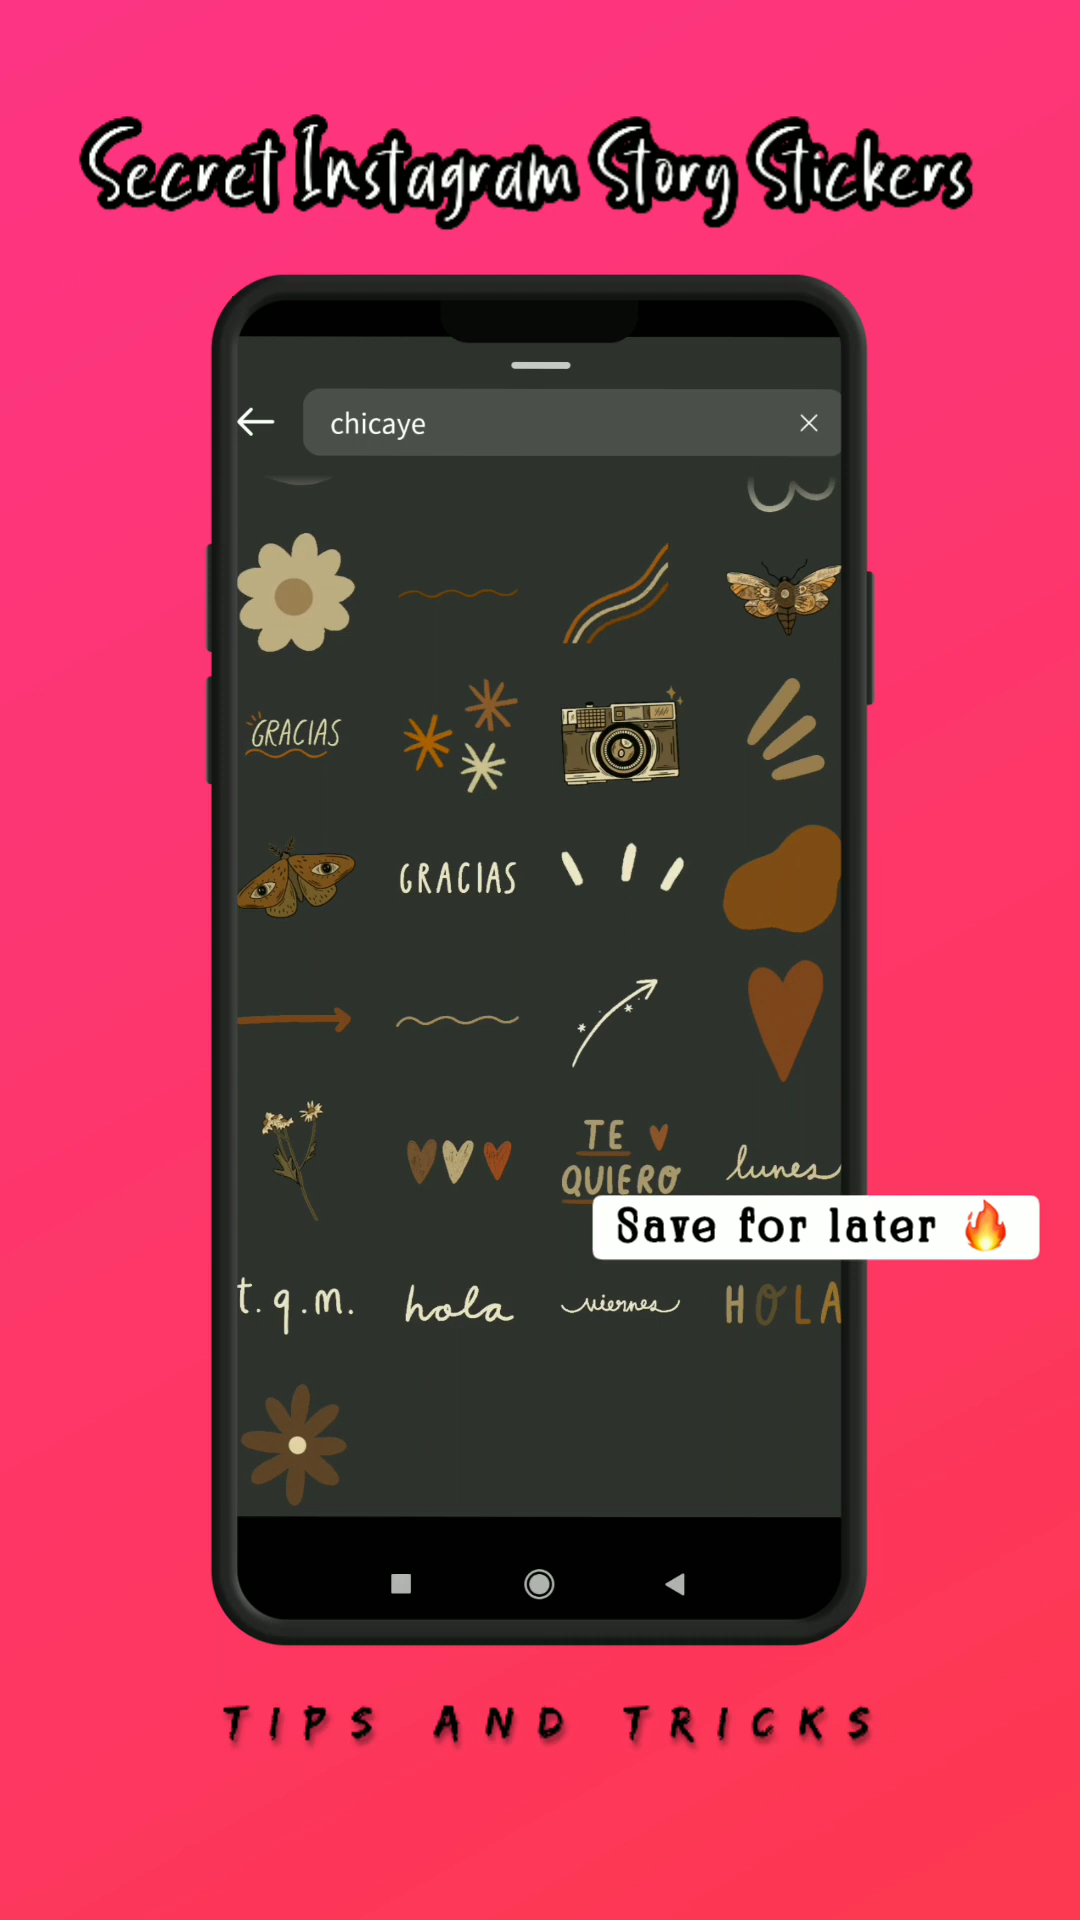 Secret Instagram Story Stickers
chicaye
GRACIAS
GRACIAS
TE
QUIERO
lunes
Save for later 🔥
t.q.m.
hola
viernes
HOLA
TIPS AND TRICKS